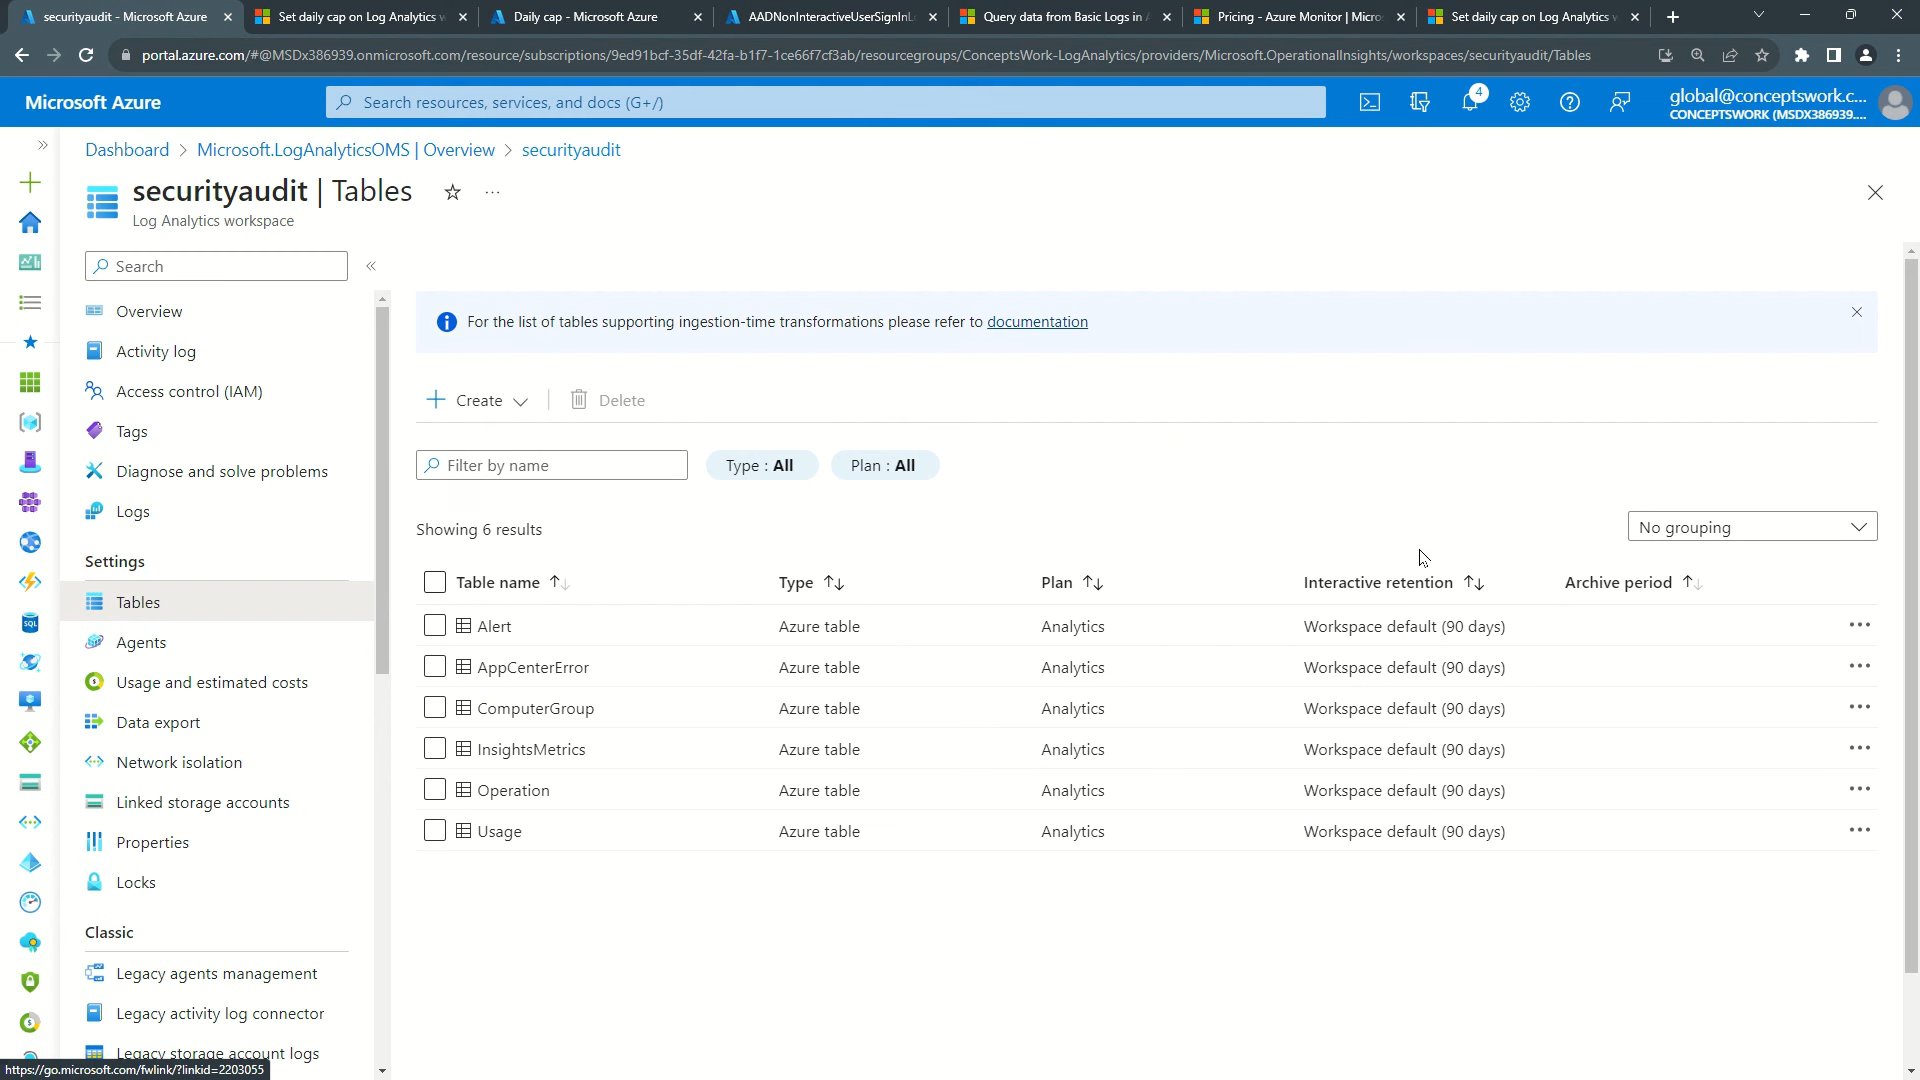 securityaudit - Microsoft Azure
Set daily cap on Log Analytics w
Daily cap - Microsoft Azure
AADNonInteractiveUserSignInL
Query data from Basic Logs in A
Pricing - Azure Monitor | Micro
Set daily cap on Log Analytics w
portal.azure.com/#@MSDx386939.onmicrosoft.com/resource/subscriptions/9ed91bcf-35df-42fa-b1f7-1ce66f7cf3ab/resourcegroups/ConceptsWork-LogAnalytics/providers/Microsoft.OperationalInsights/workspaces/securityaudit/Tables
Microsoft Azure
Search resources, services, and docs (G+/)
4
global@conceptswork.c...
CONCEPTSWORK (MSDX386939....
Dashboard > Microsoft.LogAnalyticsOMS | Overview > securityaudit
securityaudit | Tables
Log Analytics workspace
Search
Overview
Activity log
Access control (IAM)
Tags
Diagnose and solve problems
Logs
Settings
Tables
Agents
Usage and estimated costs
Data export
Network isolation
Linked storage accounts
Properties
Locks
Classic
Legacy agents management
Legacy activity log connector
Legacy storage account logs
https://go.microsoft.com/fwlink/?linkid=2203055
For the list of tables supporting ingestion-time transformations please refer to documentation
Create
Delete
Filter by name
Type : All
Plan : All
Showing 6 results
No grouping
Table name Type Plan Interactive retention Archive period
Alert Azure table Analytics Workspace default (90 days)
AppCenterError Azure table Analytics Workspace default (90 days)
ComputerGroup Azure table Analytics Workspace default (90 days)
InsightsMetrics Azure table Analytics Workspace default (90 days)
Operation Azure table Analytics Workspace default (90 days)
Usage Azure table Analytics Workspace default (90 days)